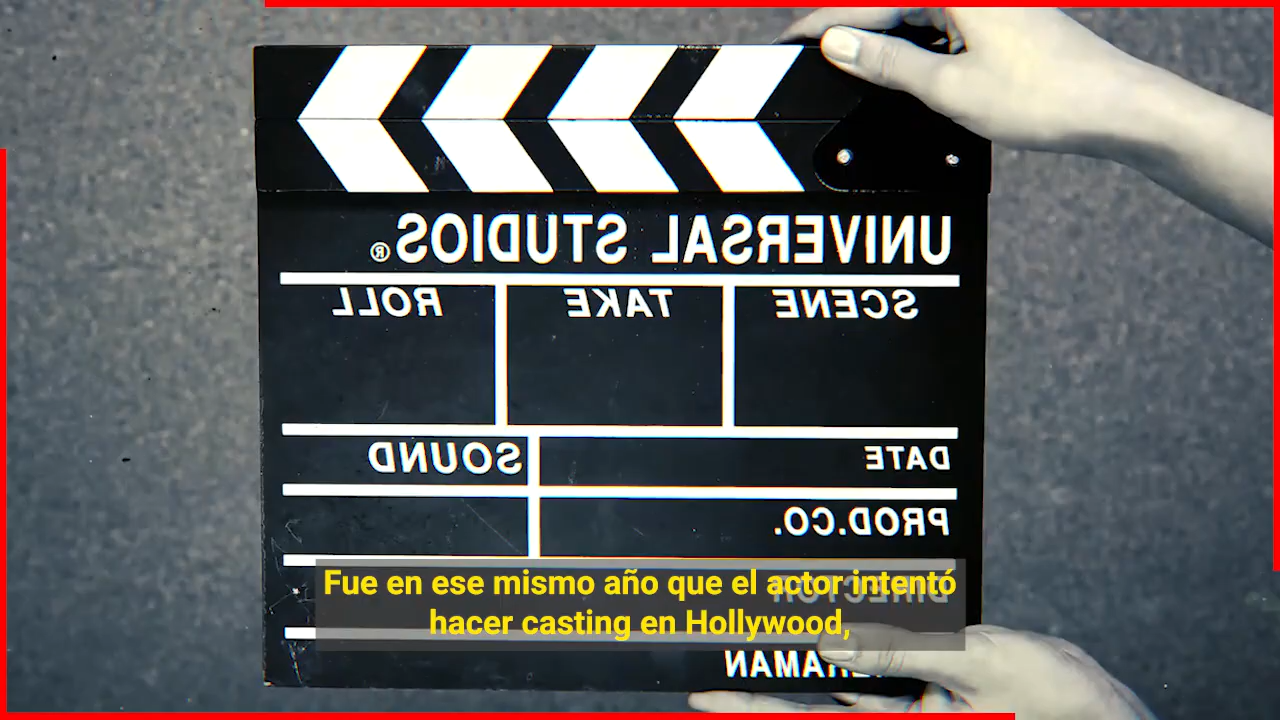 UNIVERSAL STUDIOS®
SCENE TAKE ROLL
DATE SOUND
PROD.CO.
DIRECTOR
Fue en ese mismo año que el actor intentó
hacer casting en Hollywood,